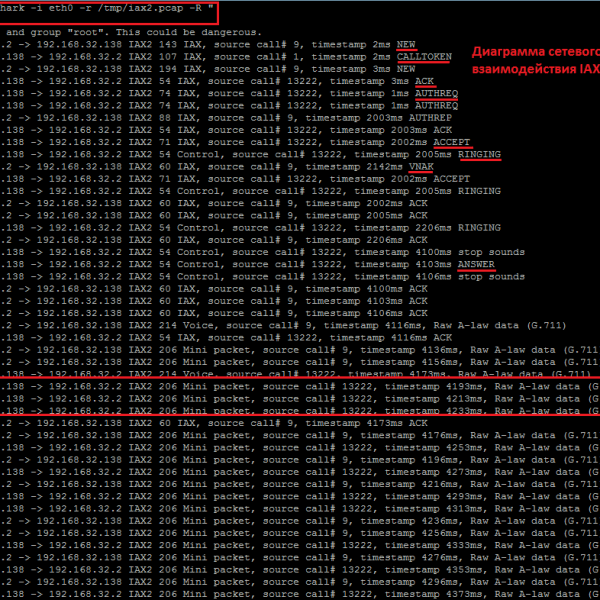 hark -i eth0 -r /tmp/iax2.pcap -R "
and group "root". This could be dangerous.
.2 -> 192.168.32.138 IAX2 143 IAX, source call# 9, timestamp 2ms NEW
Диаграмма сетевого
.138 -> 192.168.32.2 IAX2 107 IAX, source call# 1, timestamp 2ms CALLTOKEN
взаимодействия IAX
.2 -> 192.168.32.138 IAX2 194 IAX, source call# 9, timestamp 3ms NEW
.138 -> 192.168.32.2 IAX2 54 IAX, source call# 13222, timestamp 3ms ACK
.138 -> 192.168.32.2 IAX2 74 IAX, source call# 13222, timestamp 1ms AUTHREQ
.138 -> 192.168.32.2 IAX2 74 IAX, source call# 13222, timestamp 1ms AUTHREQ
.2 -> 192.168.32.138 IAX2 88 IAX, source call# 9, timestamp 2003ms AUTHREP
.138 -> 192.168.32.2 IAX2 54 IAX, source call# 13222, timestamp 2003ms ACK
.138 -> 192.168.32.2 IAX2 71 IAX, source call# 13222, timestamp 2002ms ACCEPT
.138 -> 192.168.32.2 IAX2 54 Control, source call# 13222, timestamp 2005ms RINGING
.2 -> 192.168.32.138 IAX2 60 IAX, source call# 9, timestamp 2142ms VNAK
.138 -> 192.168.32.2 IAX2 71 IAX, source call# 13222, timestamp 2002ms ACCEPT
.138 -> 192.168.32.2 IAX2 54 Control, source call# 13222, timestamp 2005ms RINGING
.2 -> 192.168.32.138 IAX2 60 IAX, source call# 9, timestamp 2002ms ACK
.2 -> 192.168.32.138 IAX2 60 IAX, source call# 9, timestamp 2005ms ACK
.138 -> 192.168.32.2 IAX2 54 Control, source call# 13222, timestamp 2206ms RINGING
.2 -> 192.168.32.138 IAX2 60 IAX, source call# 9, timestamp 2206ms ACK
.138 -> 192.168.32.2 IAX2 54 Control, source call# 13222, timestamp 4100ms stop sounds
.138 -> 192.168.32.2 IAX2 54 Control, source call# 13222, timestamp 4103ms ANSWER
.138 -> 192.168.32.2 IAX2 54 Control, source call# 13222, timestamp 4106ms stop sounds
.2 -> 192.168.32.138 IAX2 60 IAX, source call# 9, timestamp 4100ms ACK
.2 -> 192.168.32.138 IAX2 60 IAX, source call# 9, timestamp 4103ms ACK
.2 -> 192.168.32.138 IAX2 60 IAX, source call# 9, timestamp 4106ms ACK
.2 -> 192.168.32.138 IAX2 214 Voice, source call# 9, timestamp 4116ms, Raw A-law data (G.711)
.138 -> 192.168.32.2 IAX2 54 IAX, source call# 13222, timestamp 4116ms ACK
.2 -> 192.168.32.138 IAX2 206 Mini packet, source call# 9, timestamp 4136ms, Raw A-law data (G.711
.2 -> 192.168.32.138 IAX2 206 Mini packet, source call# 9, timestamp 4156ms, Raw A-law data (G.711
.138 -> 192.168.32.2 IAX2 214 Voice, source call# 13222, timestamp 4173ms, Raw A-law data (G.711)
.138 -> 192.168.32.2 IAX2 206 Mini packet, source call# 13222, timestamp 4193ms, Raw A-law data (G
.138 -> 192.168.32.2 IAX2 206 Mini packet, source call# 13222, timestamp 4213ms, Raw A-law data (G
.138 -> 192.168.32.2 IAX2 206 Mini packet, source call# 13222, timestamp 4233ms, Raw A-law data (G
.2 -> 192.168.32.138 IAX2 60 IAX, source call# 9, timestamp 4173ms ACK
.2 -> 192.168.32.138 IAX2 206 Mini packet, source call# 9, timestamp 4176ms, Raw A-law data (G.711
.138 -> 192.168.32.2 IAX2 206 Mini packet, source call# 13222, timestamp 4253ms, Raw A-law data (G
.2 -> 192.168.32.138 IAX2 206 Mini packet, source call# 9, timestamp 4196ms, Raw A-law data (G.711
.138 -> 192.168.32.2 IAX2 206 Mini packet, source call# 13222, timestamp 4273ms, Raw A-law data (G
.2 -> 192.168.32.138 IAX2 206 Mini packet, source call# 9, timestamp 4216ms, Raw A-law data (G.711
.138 -> 192.168.32.2 IAX2 206 Mini packet, source call# 13222, timestamp 4293ms, Raw A-law data (G
.138 -> 192.168.32.2 IAX2 206 Mini packet, source call# 13222, timestamp 4313ms, Raw A-law data (G
.2 -> 192.168.32.138 IAX2 206 Mini packet, source call# 9, timestamp 4236ms, Raw A-law data (G.711
.2 -> 192.168.32.138 IAX2 206 Mini packet, source call# 9, timestamp 4256ms, Raw A-law data (G.711
.138 -> 192.168.32.2 IAX2 206 Mini packet, source call# 13222, timestamp 4333ms, Raw A-law data (G
.2 -> 192.168.32.138 IAX2 206 Mini packet, source call# 9, timestamp 4276ms, Raw A-law data (G.711
.138 -> 192.168.32.2 IAX2 206 Mini packet, source call# 13222, timestamp 4353ms, Raw A-law data (G
.2 -> 192.168.32.138 IAX2 206 Mini packet, source call# 9, timestamp 4296ms, Raw A-law data (G.711
.138 -> 192.168.32.2 IAX2 206 Mini packet, source call# 13222, timestamp 4373ms, Raw A-law data (G